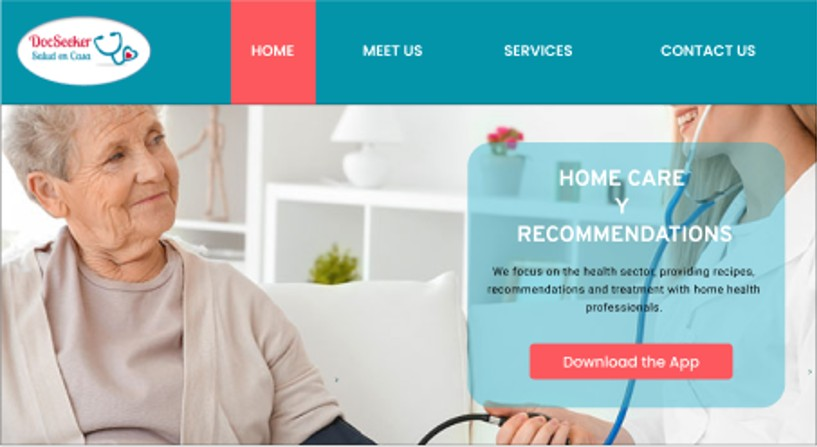 DocSeeker
Salud en Casa
HOME
MEET US
SERVICES
CONTACT US
HOME CARE
Y
RECOMMENDATIONS
We focus on the health sector, providing recipes,
recommendations and treatment with home health
professionals.
Download the App